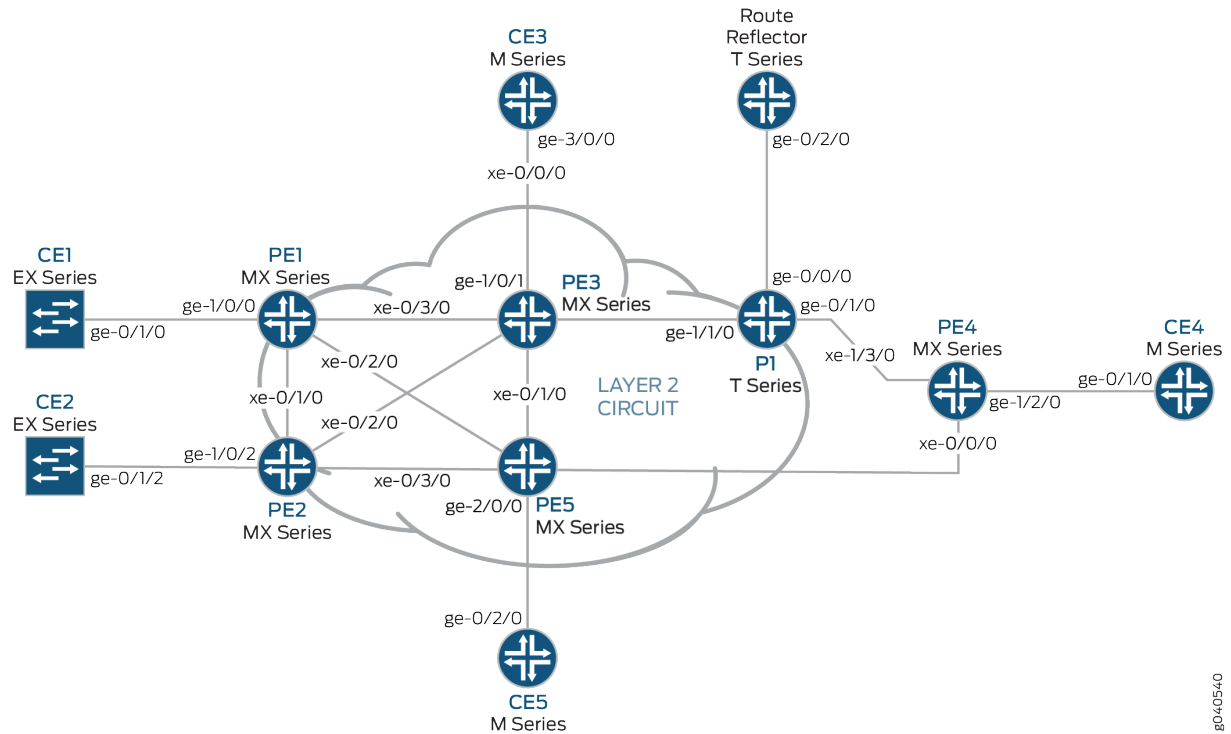 CE3
M Series
Route
Reflector
T Series
ge-3/0/0
ge-0/2/0
xe-0/0/0
CE1
EX Series
PE1
MX Series
ge-1/0/1
PE3
MX Series
ge-0/0/0
ge-0/1/0
ge-1/0/0
ge-0/1/0
xe-0/3/0
ge-1/1/0
PE4
MX Series
CE4
M Series
xe-0/2/0
xe-1/3/0
P1
T Series
LAYER 2
CIRCUIT
ge-0/1/0
ge-1/2/0
xe-0/1/0
xe-0/1/0
CE2
EX Series
xe-0/2/0
xe-0/0/0
ge-1/0/2
ge-0/1/2
xe-0/3/0
PE2
MX Series
ge-2/0/0
PE5
MX Series
ge-0/2/0
CE5
M Series
g040540